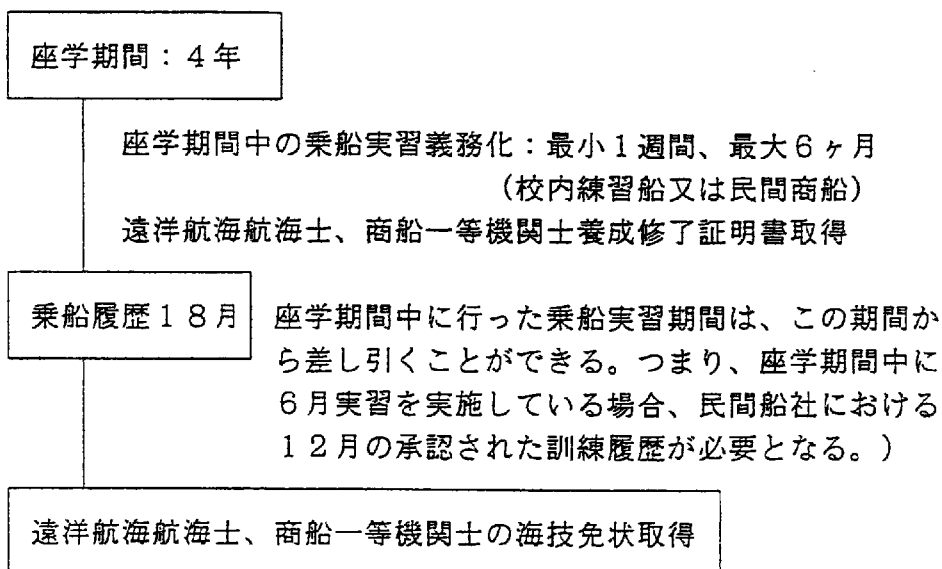 座学期間：４年
座学期間中の乗船実習義務化：最小１週間、最大６ヶ月
（校内練習船又は民間商船）
遠洋航海航海士、商船一等機関士養成修了証明書取得
乗船履歴１８月
座学期間中に行った乗船実習期間は、この期間か
ら差し引くことができる。つまり、座学期間中に
６月実習を実施している場合、民間船社における
１２月の承認された訓練履歴が必要となる。）
遠洋航海航海士、商船一等機関士の海技免状取得